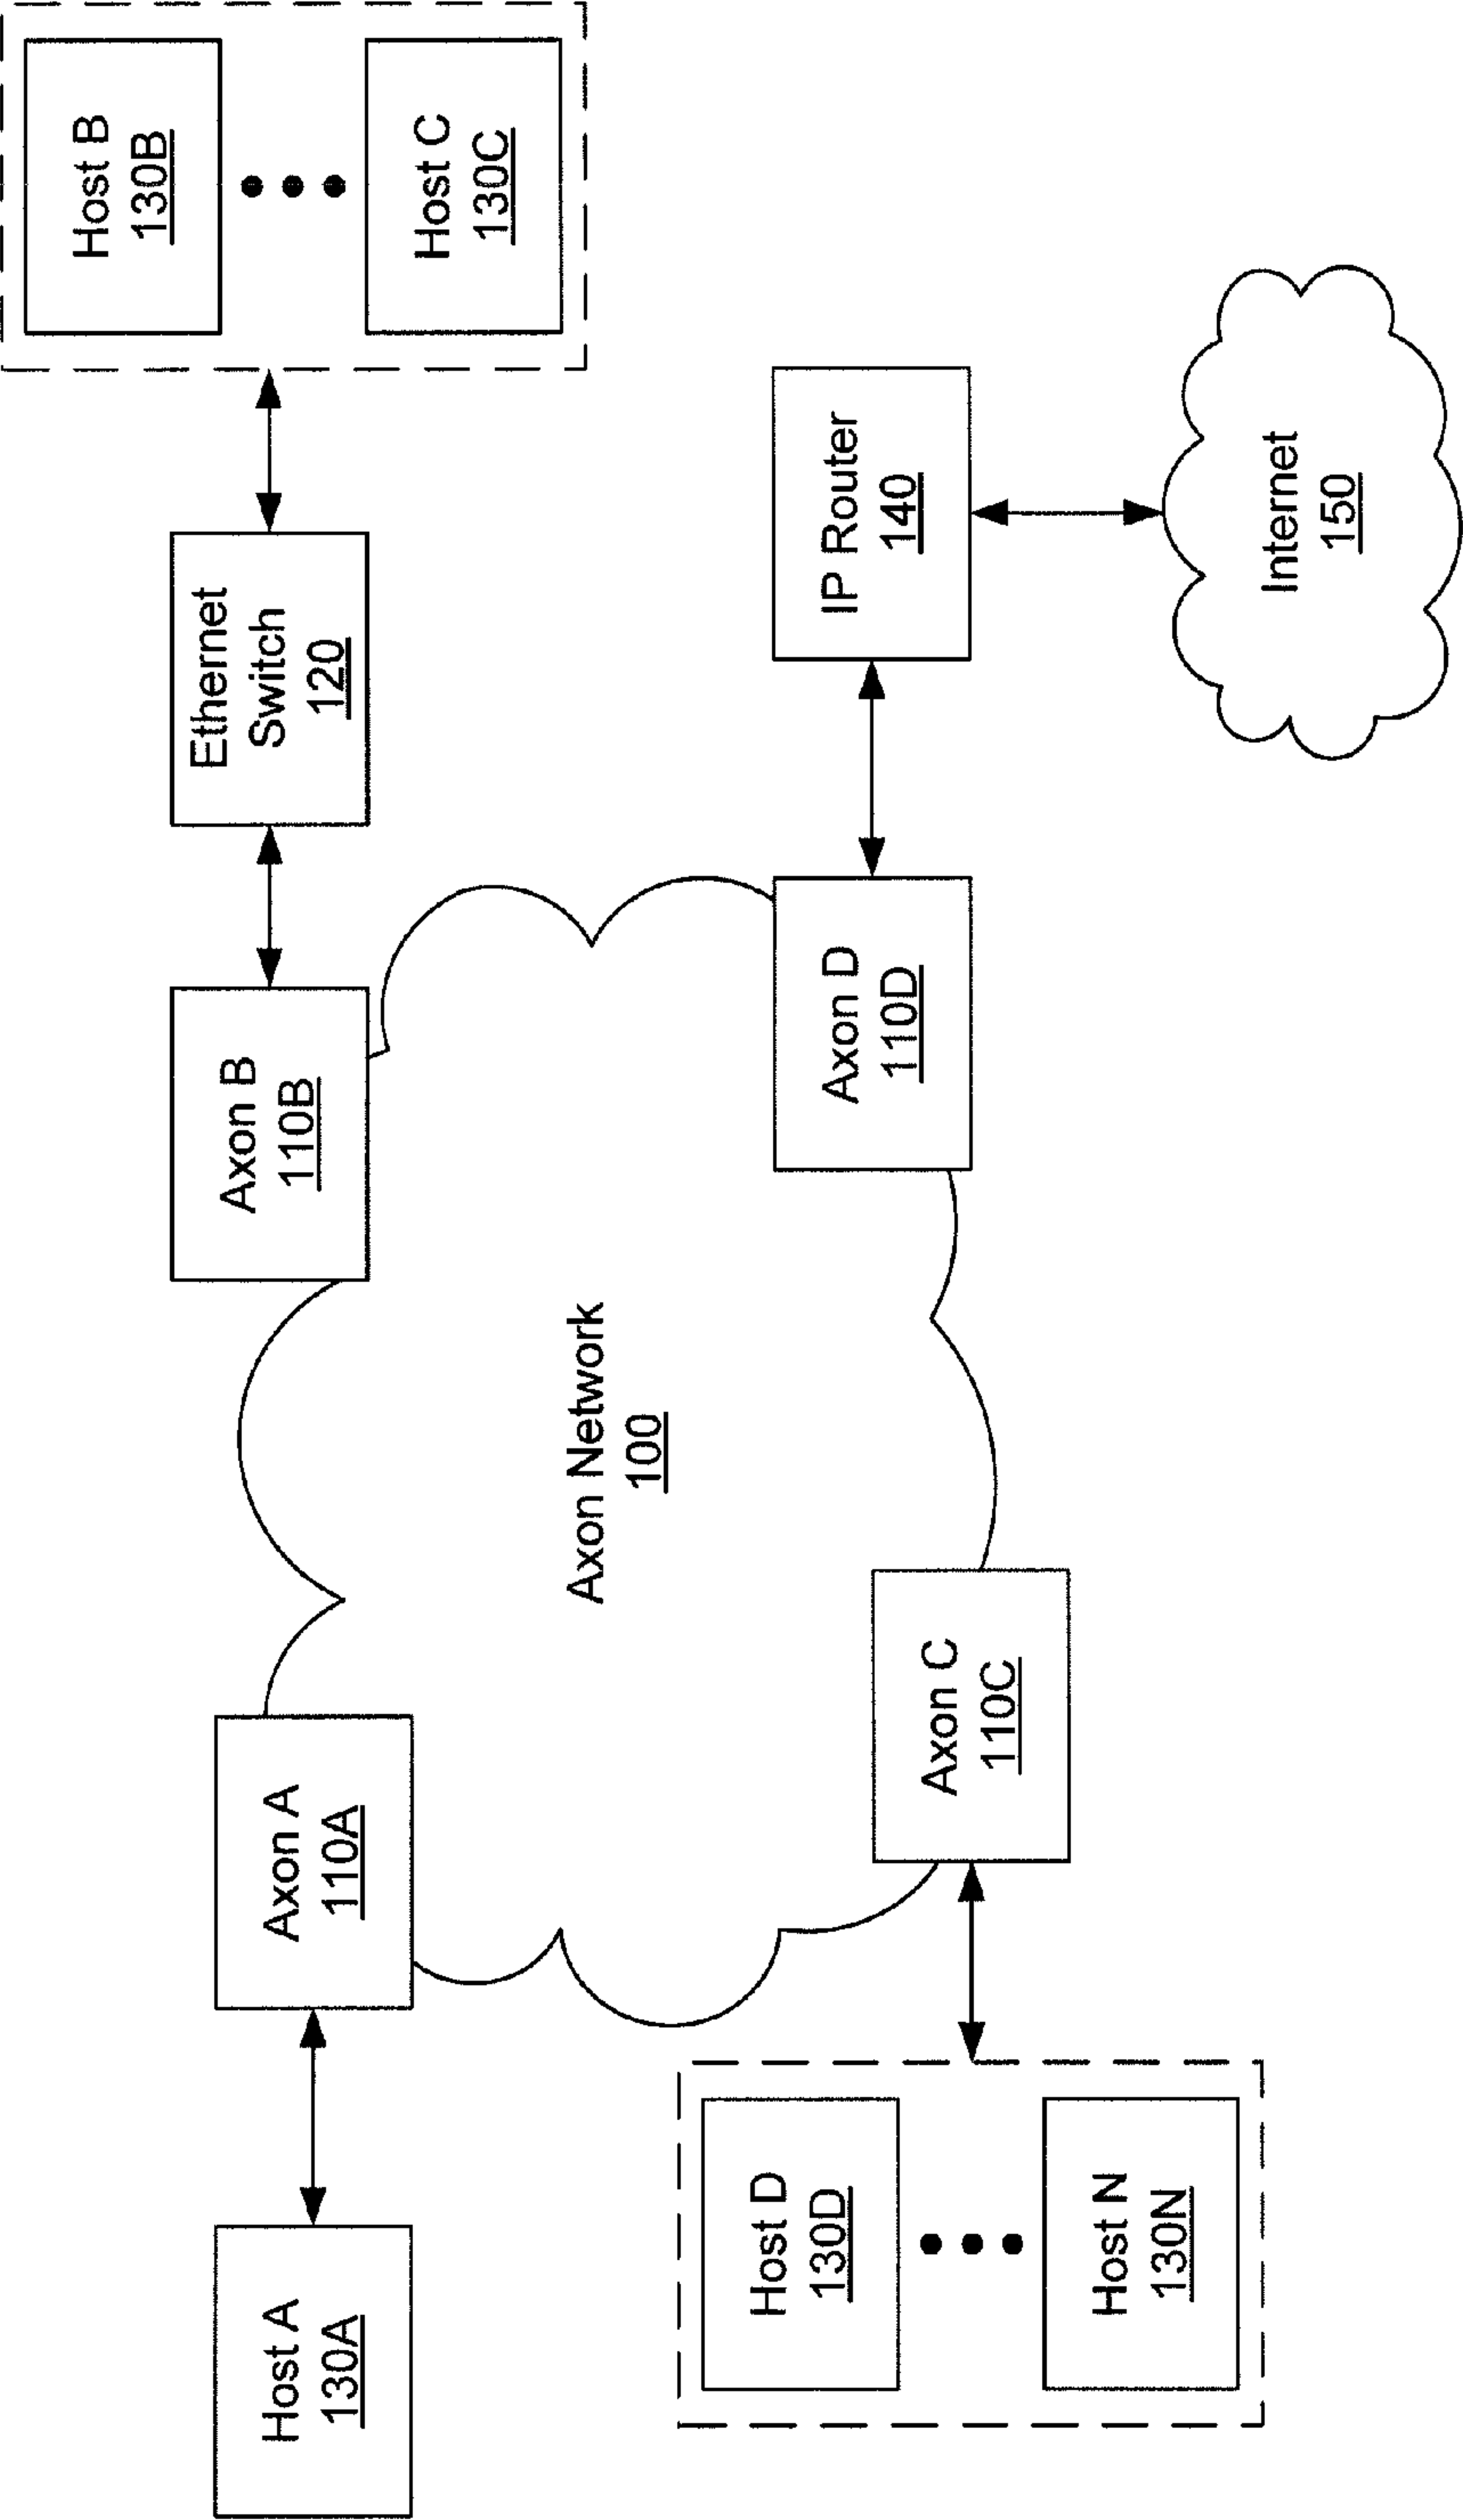 Host A
130A
Axon A
110A
Axon B
110B
Ethernet
Switch
120
Host B
130B
Host C
130C
Axon Network
100
Host D
130D
Host N
130N
Axon C
110C
Axon D
110D
IP Router
140
Internet
150